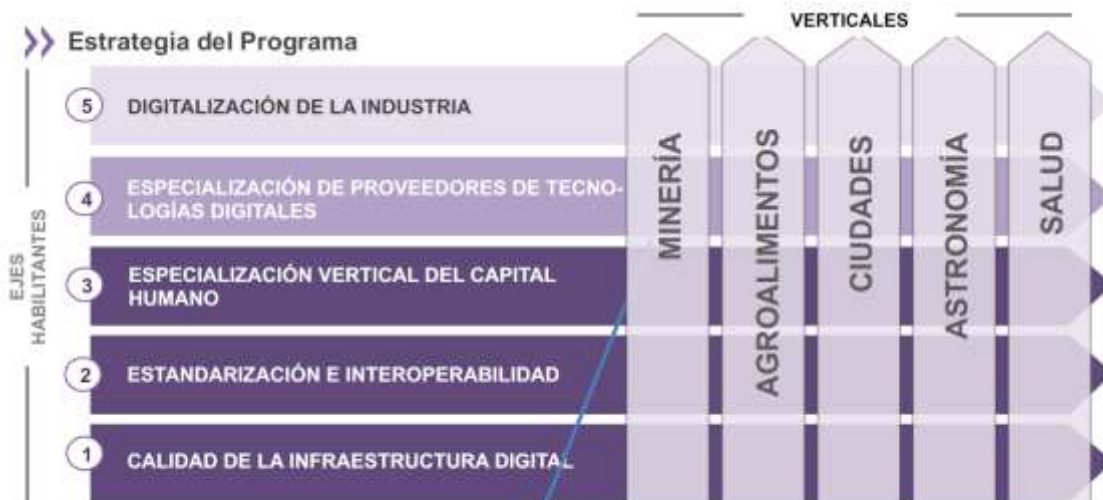 VERTICALES
Estrategia del Programa
5 DIGITALIZACIÓN DE LA INDUSTRIA
4 ESPECIALIZACIÓN DE PROVEEDORES DE TECNO-
LOGÍAS DIGITALES
3 ESPECIALIZACIÓN VERTICAL DEL CAPITAL
HUMANO
2 ESTANDARIZACIÓN E INTEROPERABILIDAD
1 CALIDAD DE LA INFRAESTRUCTURA DIGITAL
EJES
HABILITANTES
MINERÍA
AGROALIMENTOS
CIUDADES
ASTRONOMÍA
SALUD